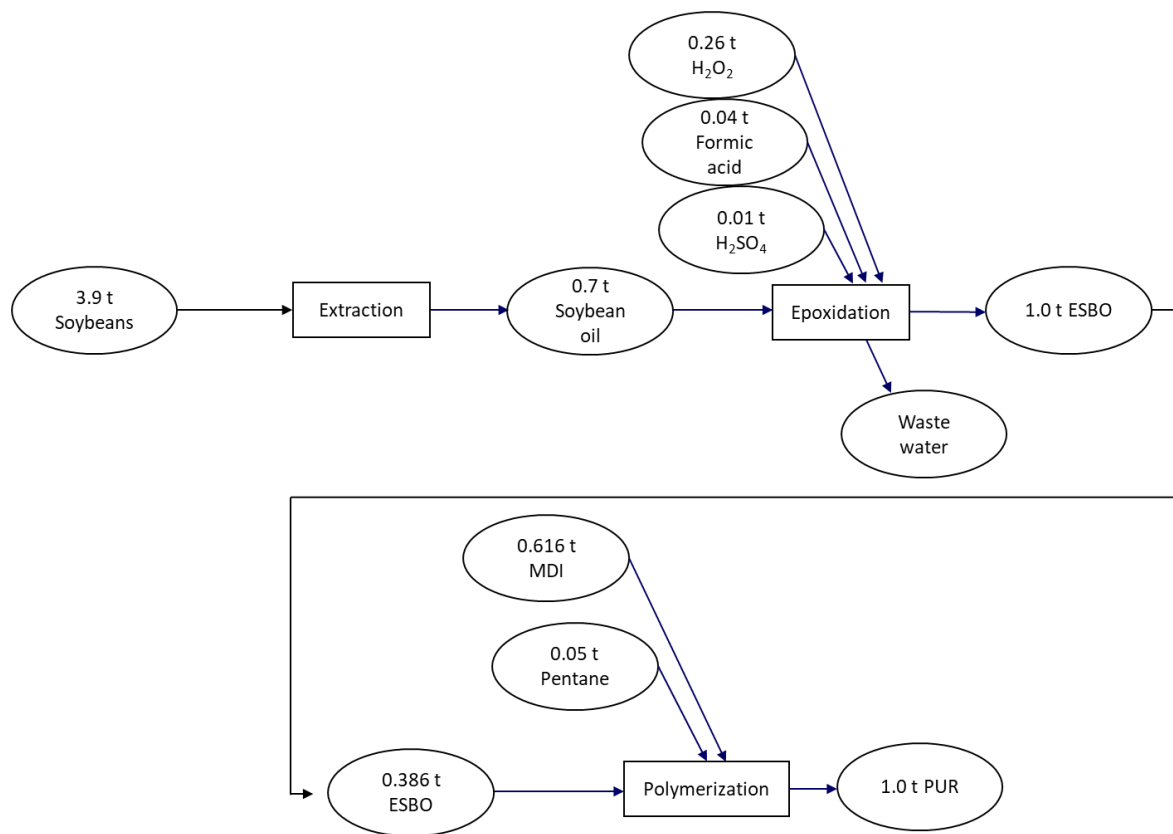 0.26 t
H₂O₂
0.04 t
Formic
acid
0.01 t
H₂SO₄
3.9 t
Soybeans
Extraction
0.7 t
Soybean
oil
Epoxidation
1.0 t ESBO
Waste
water
0.616 t
MDI
0.05 t
Pentane
0.386 t
ESBO
Polymerization
1.0 t PUR